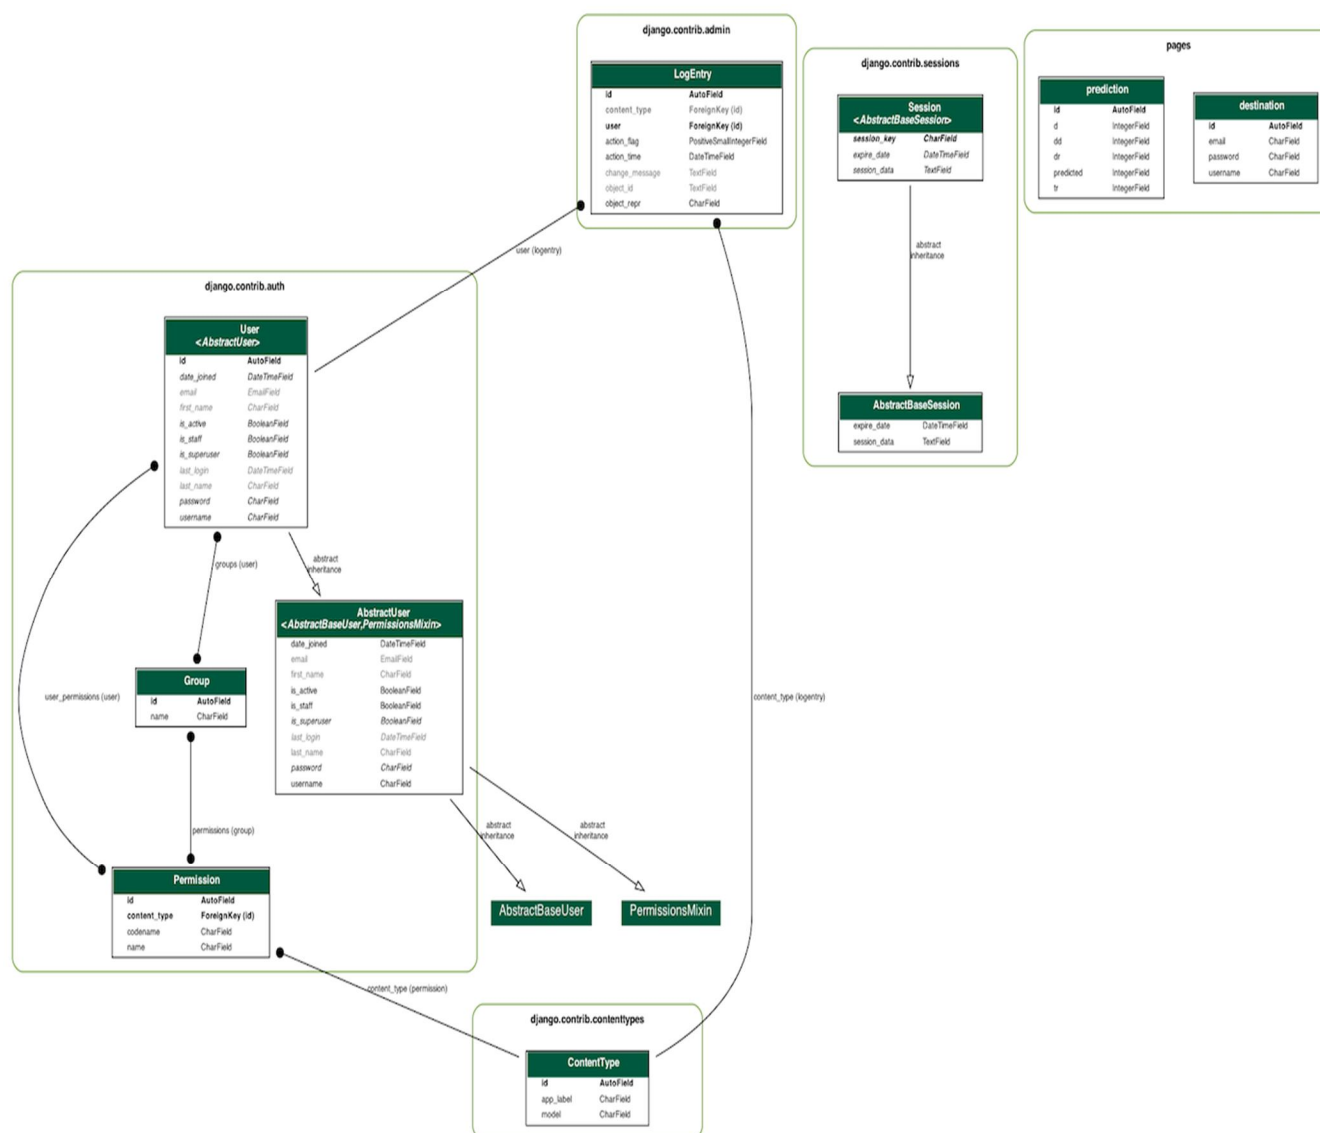 django.contrib.admin
LogEntry
id AutoField
content_type ForeignKey (id)
user ForeignKey (id)
action_flag PositiveSmallIntegerField
action_time DateTimeField
change_message TextField
object_id TextField
object_repr CharField
django.contrib.sessions
Session
<AbstractBaseSession>
session_key CharField
expire_date DateTimeField
session_data TextField
abstract
inheritance
AbstractBaseSession
expire_date DateTimeField
session_data TextField
pages
prediction
id AutoField
d IntegerField
dd IntegerField
dr IntegerField
predicted IntegerField
tr IntegerField
destination
id AutoField
email CharField
password CharField
username CharField
user (logentry)
django.contrib.auth
User
<AbstractUser>
id AutoField
date_joined DateTimeField
email EmailField
first_name CharField
is_active BooleanField
is_staff BooleanField
is_superuser BooleanField
last_login DateTimeField
last_name CharField
password CharField
username CharField
groups (user)
abstract
inheritance
AbstractUser
<AbstractBaseUser,PermissionsMixin>
date_joined DateTimeField
email EmailField
first_name CharField
is_active BooleanField
is_staff BooleanField
is_superuser BooleanField
last_login DateTimeField
last_name CharField
password CharField
username CharField
Group
id AutoField
name CharField
user_permissions (user)
content_type (logentry)
permissions (group)
abstract
inheritance
abstract
inheritance
Permission
id AutoField
content_type ForeignKey (id)
codename CharField
name CharField
AbstractBaseUser
PermissionsMixin
content_type (permission)
django.contrib.contenttypes
ContentType
id AutoField
app_label CharField
model CharField